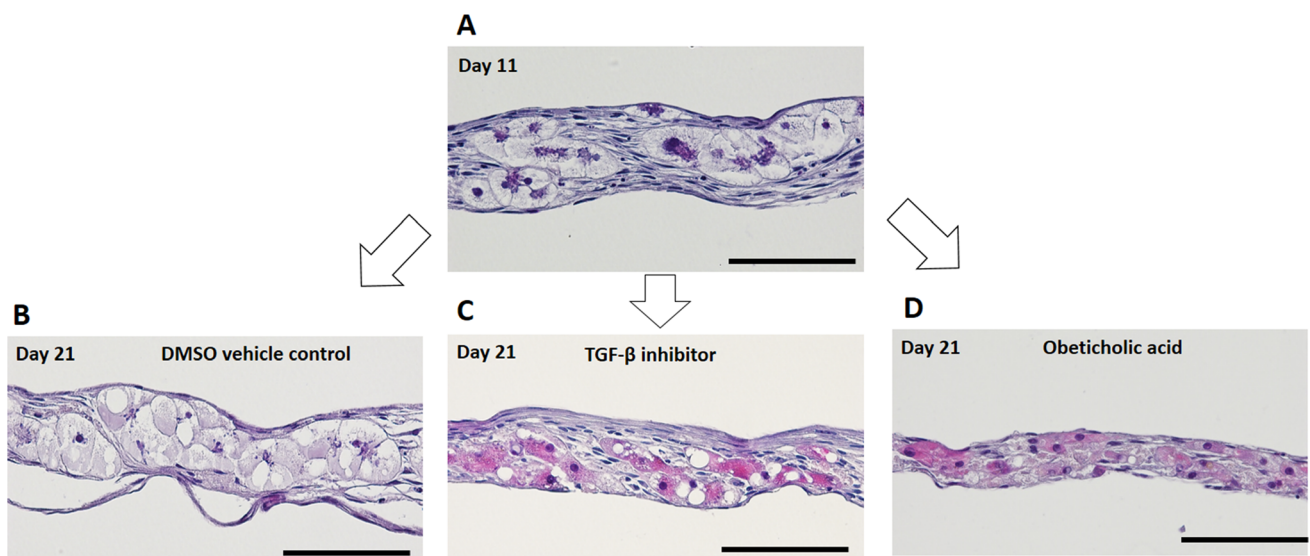 A
Day 11
B
Day 21 DMSO vehicle control
C
Day 21 TGF-β inhibitor
D
Day 21 Obeticholic acid